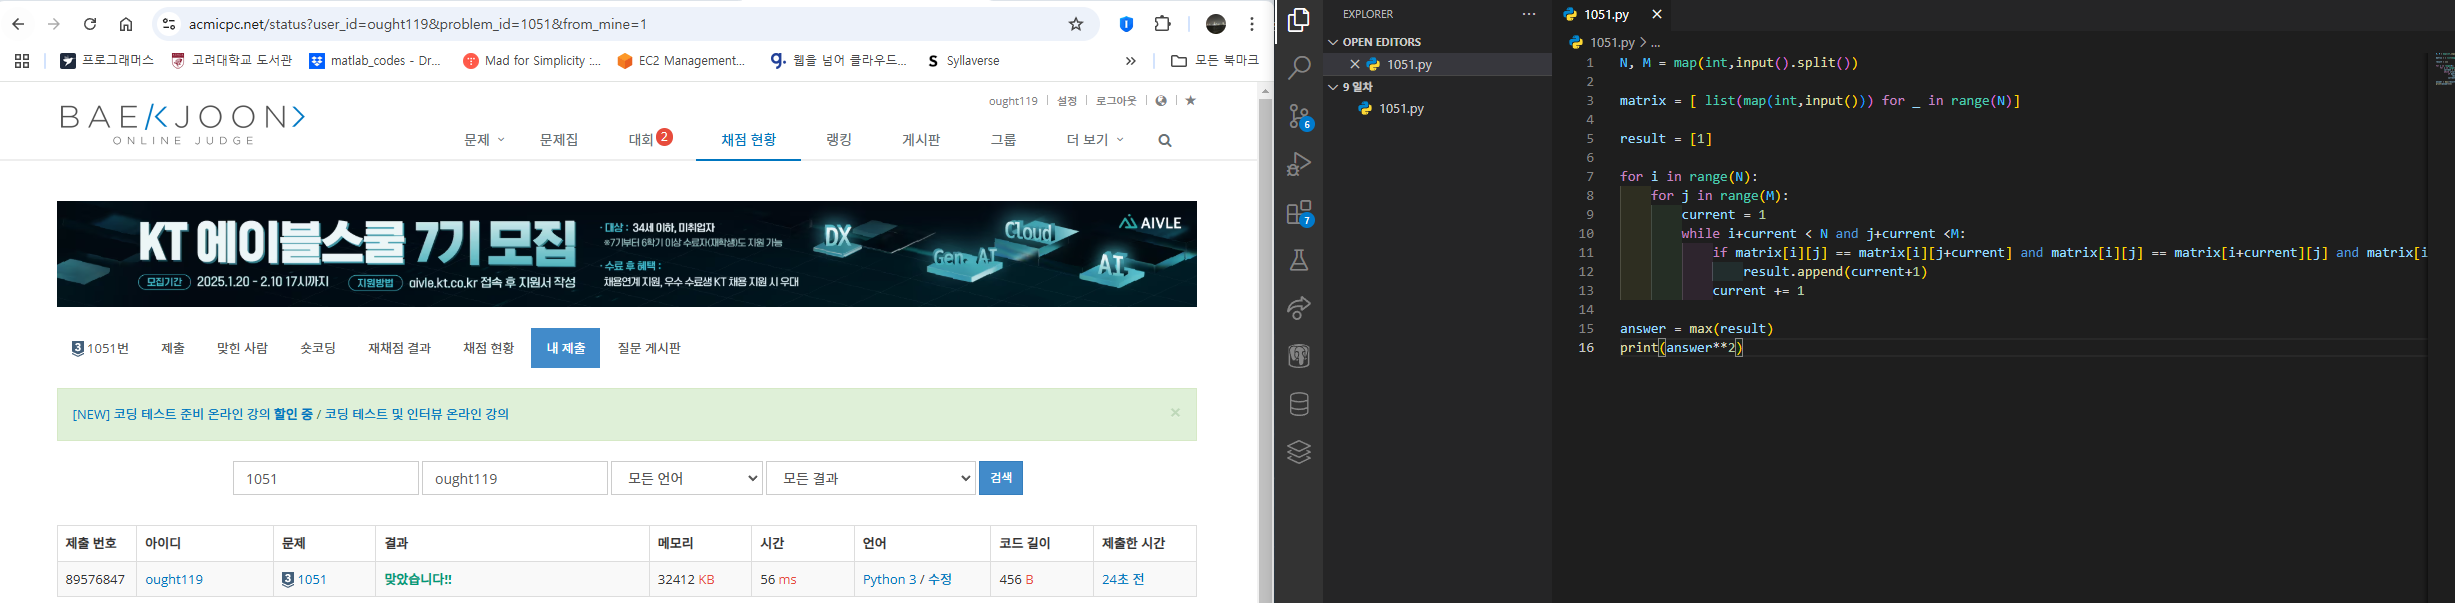 acmicpc.net/status?user_id=ought119&problem_id=1051&from_mine=1
프로그래머스 고려대학교 도서관 matlab_codes - Dr... Mad for Simplicity :... EC2 Management... 웹을 넘어 클라우드... Syllaverse » 모든 북마크
ought119 설정 로그아웃
BAEKJOON
ONLINE JUDGE
문제 문제집 대회 2 채점 현황 랭킹 게시판 그룹 더 보기
KT 에이블스쿨 7기 모집
모집기간 2025.1.20 - 2.10 17시까지 지원방법 aivle.kt.co.kr 접속 후 지원서 작성
· 대상 : 34세 이하, 미취업자
※7기부터 6학기 이상 수료자(재학생)도 지원 가능
· 수료 후 혜택 :
채용연계 지원, 우수 수료생 KT 채용 지원 시 우대
DX
Gen-AI
Cloud
AI
AIVLE
3 1051번 제출 맞힌 사람 숏코딩 재채점 결과 채점 현황 내 제출 질문 게시판
[NEW] 코딩 테스트 준비 온라인 강의 할인 중 / 코딩 테스트 및 인터뷰 온라인 강의 ×
1051 ought119 모든 언어 모든 결과 검색
제출 번호 아이디 문제 결과 메모리 시간 언어 코드 길이 제출한 시간
89576847 ought119 3 1051 맞았습니다!! 32412 KB 56 ms Python 3 / 수정 456 B 24초 전
6
7
EXPLORER ...
OPEN EDITORS
1051.py
9 일차
1051.py
1051.py
1051.py > ...
1 N, M = map(int,input().split())
2
3 matrix = [ list(map(int,input())) for _ in range(N)]
4
5 result = [1]
6
7 for i in range(N):
8 for j in range(M):
9 current = 1
10 while i+current < N and j+current <M:
11 if matrix[i][j] == matrix[i][j+current] and matrix[i][j] == matrix[i+current][j] and matrix[i
12 result.append(current+1)
13 current += 1
14
15 answer = max(result)
16 print(answer**2)